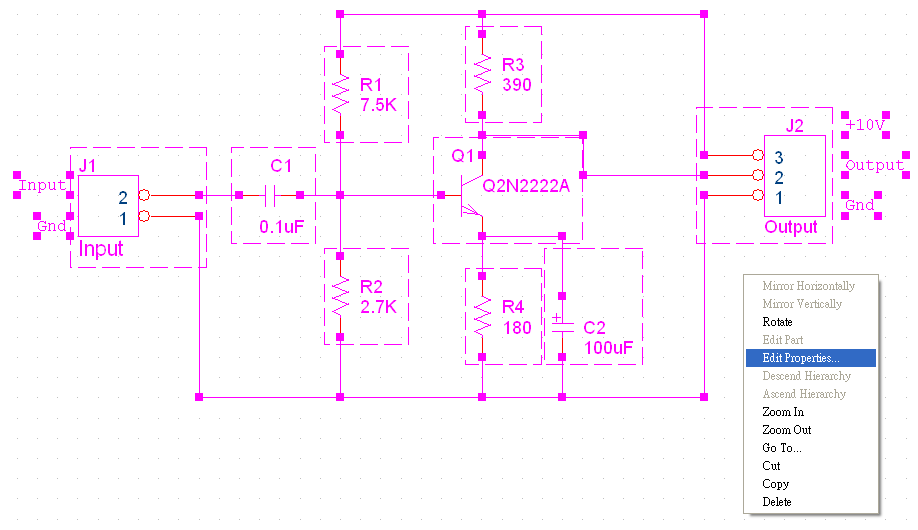 R1
7.5K
R3
390
J1
Input
2
1
Gnd
Input
C1
0.1uF
Q1
Q2N2222A
R2
2.7K
R4
180
+
C2
100uF
J2
3
2
1
Output
+10V
Output
Gnd
Mirror Horizontally
Mirror Vertically
Rotate
Edit Part
Edit Properties...
Descend Hierarchy
Ascend Hierarchy
Zoom In
Zoom Out
Go To...
Cut
Copy
Delete